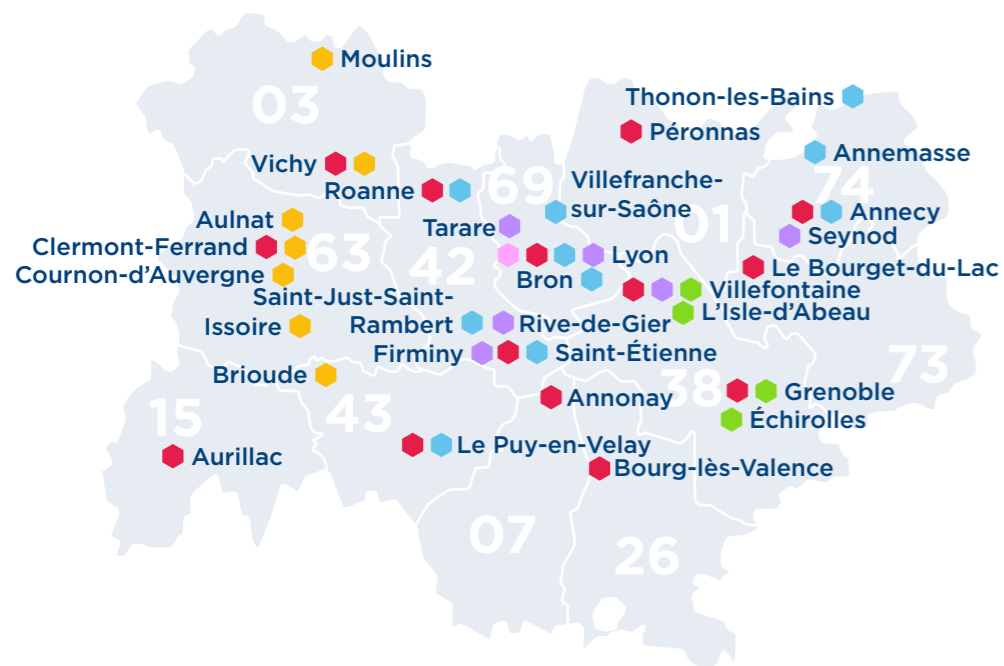 Moulins
03
Thonon-les-Bains
Péronnas
Annemasse
Vichy
Roanne
69
Villefranche-
sur-Saône
74
01
Aulnat
Tarare
Annecy
Seynod
Clermont-Ferrand
63
42
Lyon
Le Bourget-du-Lac
Cournon-d’Auvergne
Bron
Villefontaine
L’Isle-d’Abeau
Saint-Just-Saint-
Rambert
Issoire
Rive-de-Gier
Firminy
Saint-Étienne
73
Brioude
38
Grenoble
Annonay
15
43
Échirolles
Aurillac
Le Puy-en-Velay
Bourg-lès-Valence
07
26